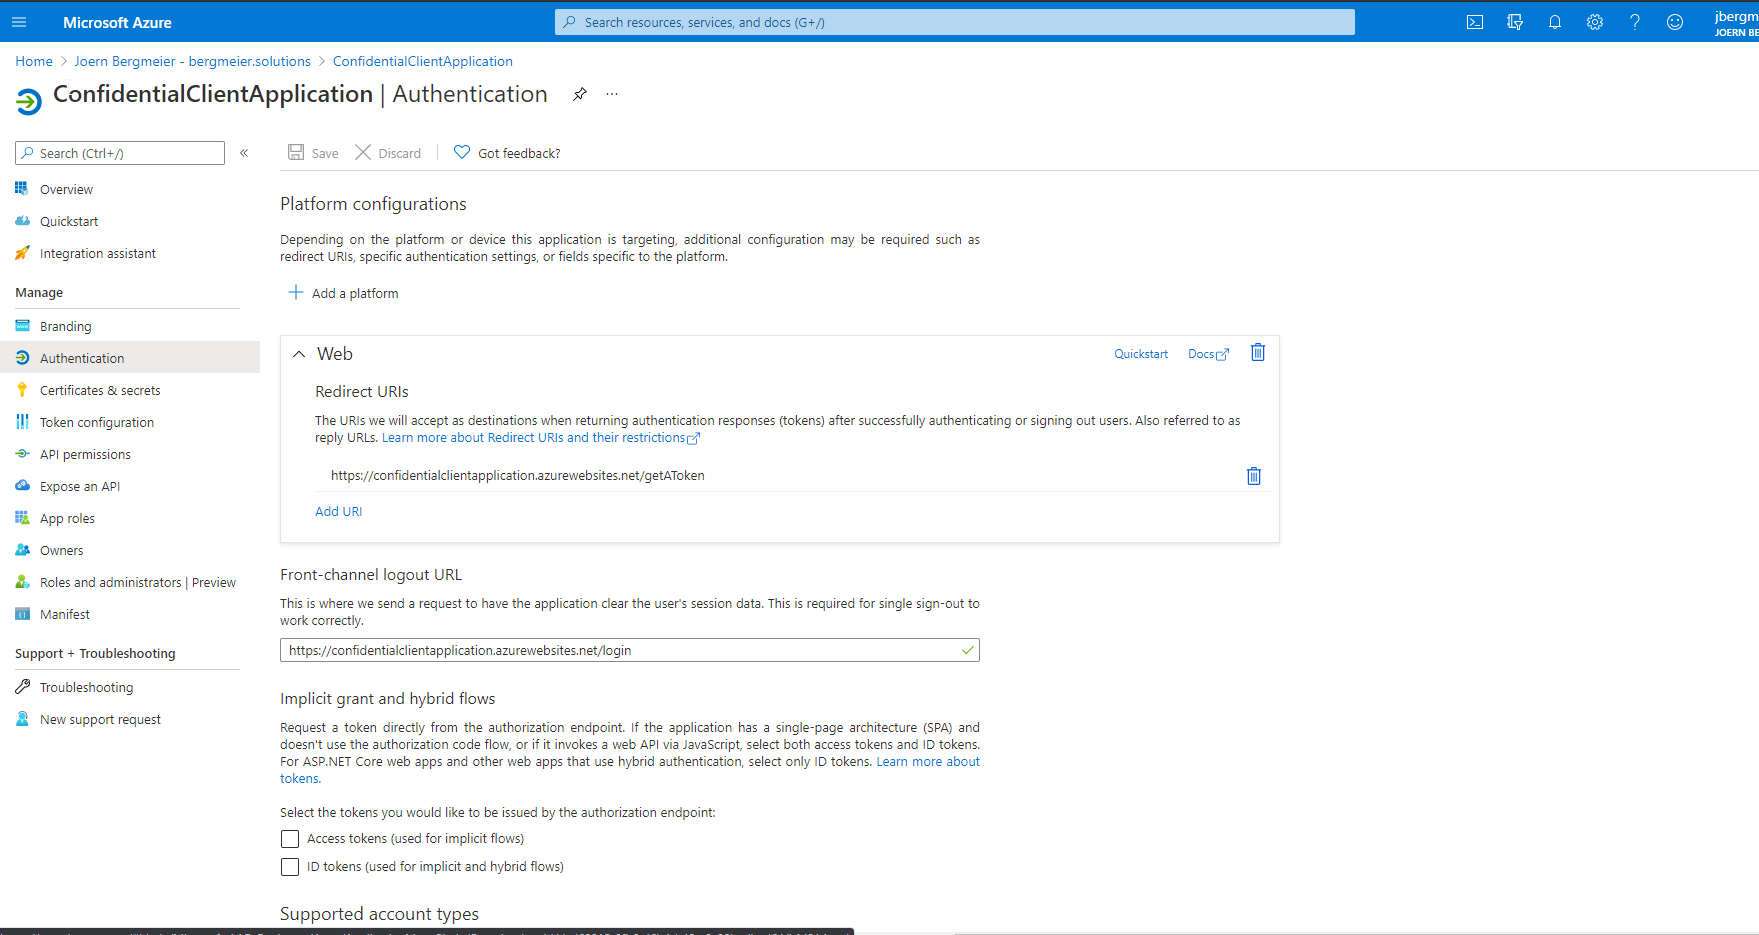 Microsoft Azure
Search resources, services, and docs (G+/)
jbergm
JOERN BE
Home > Joern Bergmeier - bergmeier.solutions > ConfidentialClientApplication
ConfidentialClientApplication | Authentication
Search (Ctrl+/)
Overview
Quickstart
Integration assistant
Manage
Branding
Authentication
Certificates & secrets
Token configuration
API permissions
Expose an API
App roles
Owners
Roles and administrators | Preview
Manifest
Support + Troubleshooting
Troubleshooting
New support request
Save
Discard
Got feedback?
Platform configurations
Depending on the platform or device this application is targeting, additional configuration may be required such as
redirect URIs, specific authentication settings, or fields specific to the platform.
Add a platform
Web
Quickstart
Docs
Redirect URIs
The URIs we will accept as destinations when returning authentication responses (tokens) after successfully authenticating or signing out users. Also referred to as
reply URLs. Learn more about Redirect URIs and their restrictions
https://confidentialclientapplication.azurewebsites.net/getAToken
Add URI
Front-channel logout URL
This is where we send a request to have the application clear the user's session data. This is required for single sign-out to
work correctly.
https://confidentialclientapplication.azurewebsites.net/login
Implicit grant and hybrid flows
Request a token directly from the authorization endpoint. If the application has a single-page architecture (SPA) and
doesn't use the authorization code flow, or if it invokes a web API via JavaScript, select both access tokens and ID tokens.
For ASP.NET Core web apps and other web apps that use hybrid authentication, select only ID tokens. Learn more about
tokens.
Select the tokens you would like to be issued by the authorization endpoint:
Access tokens (used for implicit flows)
ID tokens (used for implicit and hybrid flows)
Supported account types